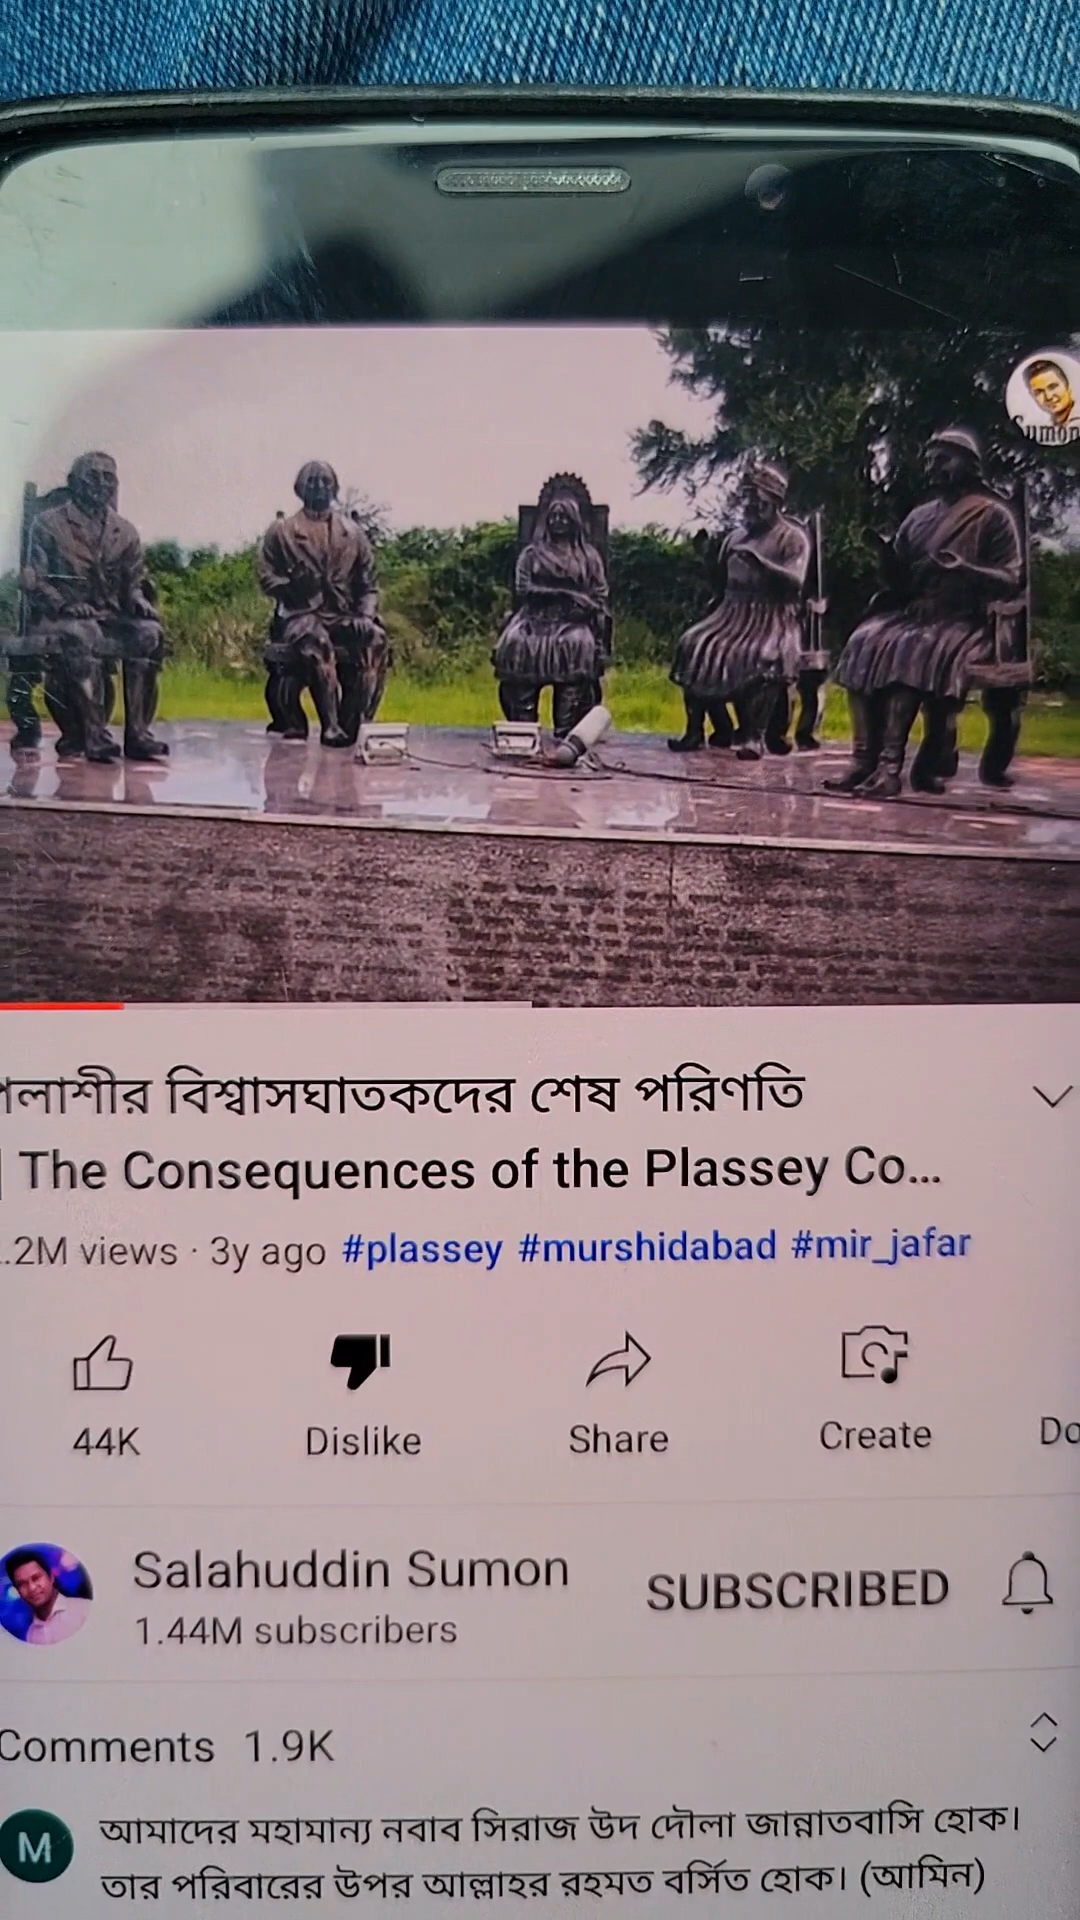 Sumon
পলাশীর বিশ্বাসঘাতকদের শেষ পরিণতি
| The Consequences of the Plassey Co...
.2M views · 3y ago #plassey #murshidabad #mir_jafar
44K
Dislike
Share
Create
Do
Salahuddin Sumon
1.44M subscribers
SUBSCRIBED
Comments 1.9K
M
আমাদের মহামান্য নবাব সিরাজ উদ দৌলা জান্নাতবাসি হোক।
তার পরিবারের উপর আল্লাহর রহমত বর্সিত হোক। (আমিন)